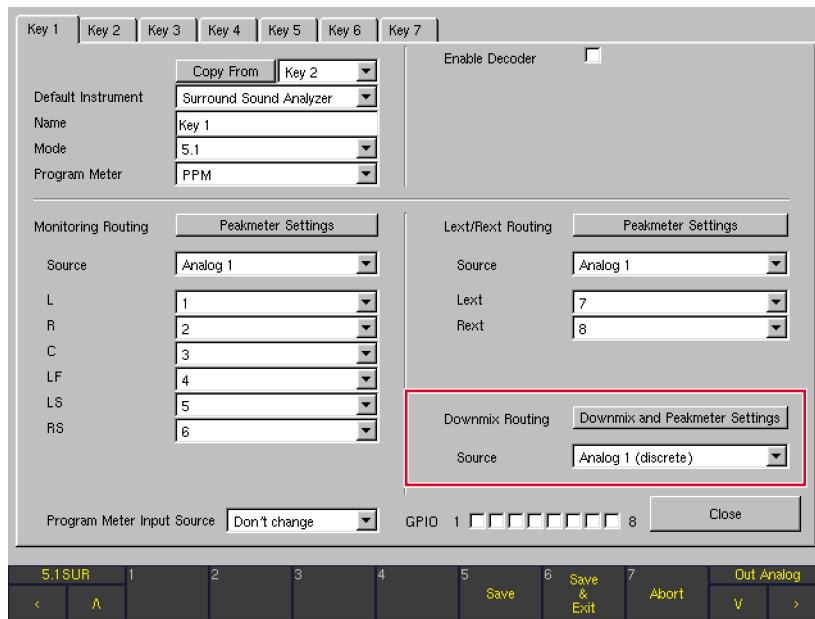 Key 1 Key 2 Key 3 Key 4 Key 5 Key 6 Key 7
Copy From Key 2
Default Instrument Surround Sound Analyzer
Name Key 1
Mode 5.1
Program Meter PPM
Enable Decoder
Monitoring Routing Peakmeter Settings
Source Analog 1
L 1
R 2
C 3
LF 4
LS 5
RS 6
Lext/Rext Routing Peakmeter Settings
Source Analog 1
Lext 7
Rext 8
Downmix Routing Downmix and Peakmeter Settings
Source Analog 1 (discrete)
Program Meter Input Source Don't change
GPIO 1 8
Close
5.1SUR 1 2 3 4 5 6 7 Out Analog
< Λ Save Save & Exit Abort V >